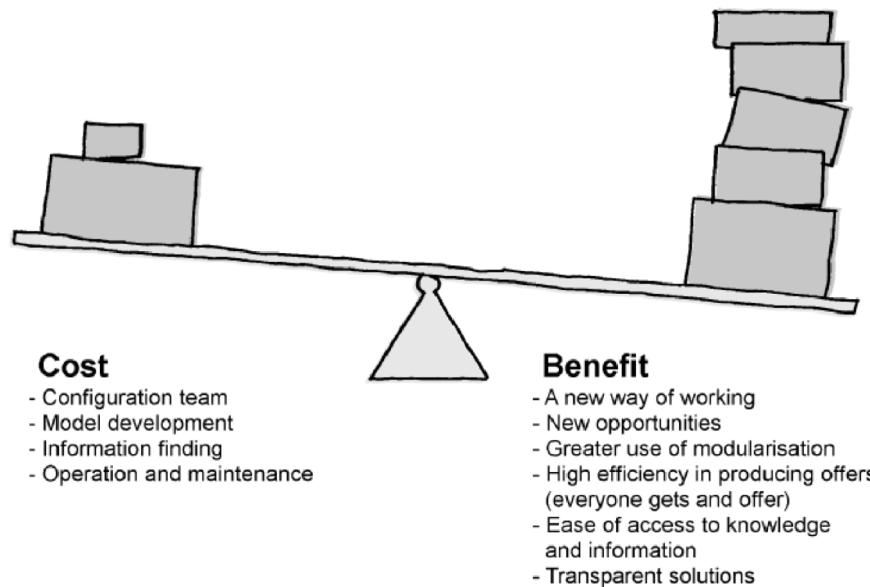 Cost
- Configuration team
- Model development
- Information finding
- Operation and maintenance
Benefit
- A new way of working
- New opportunities
- Greater use of modularisation
- High efficiency in producing offers
(everyone gets and offer)
- Ease of access to knowledge
and information
- Transparent solutions